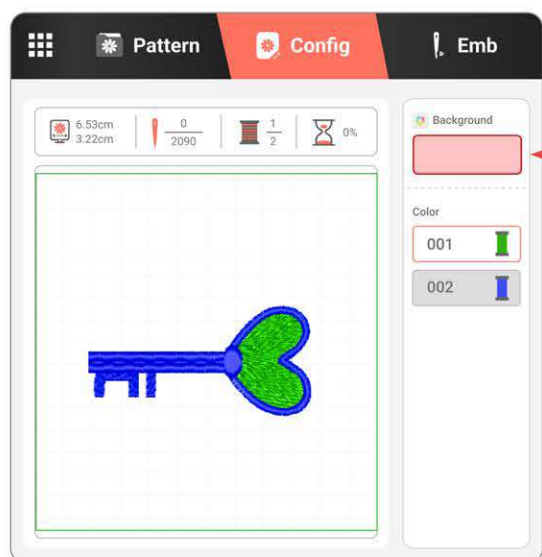 Pattern
Config
Emb
6.53cm
3.22cm
0
2090
1
2
0%
Background
Color
001
002